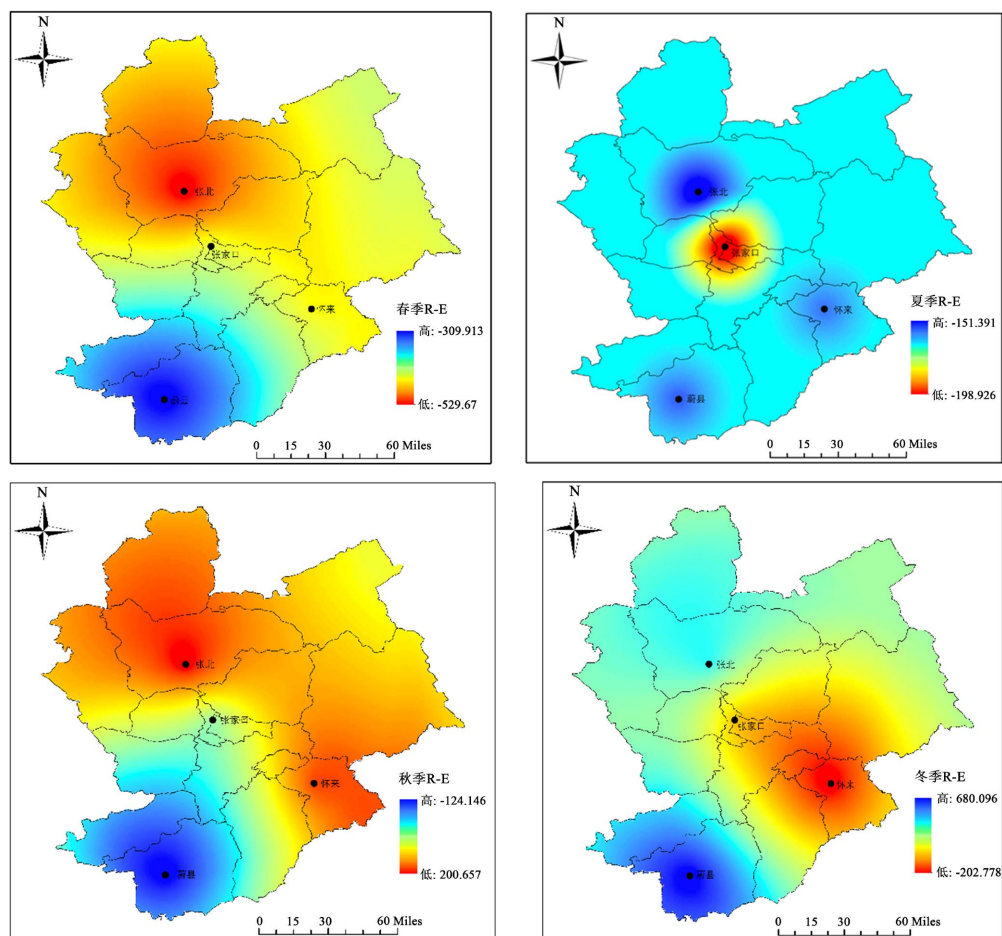 N
张北
张家口
怀来
春季R-E
高: -309.913
低: -529.67
0 15 30 60 Miles
N
张北
张家口
怀来
蔚县
夏季R-E
高: -151.391
低: -198.926
0 15 30 60 Miles
N
张北
张家口
怀来
蔚县
秋季R-E
高: -124.146
低: 200.657
0 15 30 60 Miles
N
张北
张家口
怀来
蔚县
冬季R-E
高: 680.096
低: -202.778
0 15 30 60 Miles